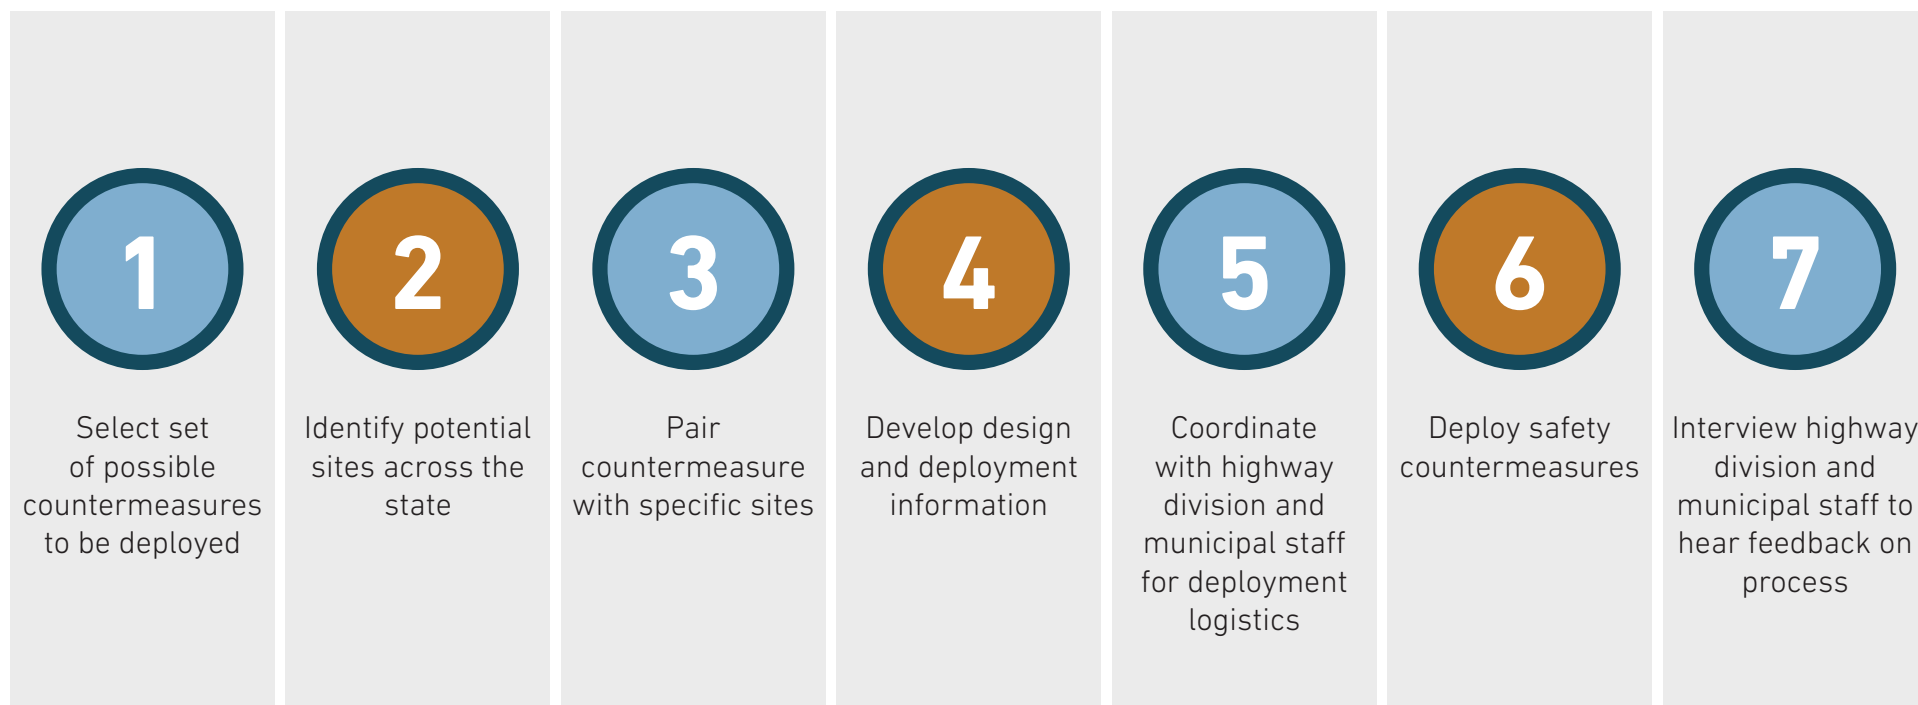 1
Select set
of possible
countermeasures
to be deployed
2
Identify potential
sites across the
state
3
Pair
countermeasure
with specific sites
4
Develop design
and deployment
information
5
Coordinate
with highway
division and
municipal staff
for deployment
logistics
6
Deploy safety
countermeasures
7
Interview highway
division and
municipal staff to
hear feedback on
process